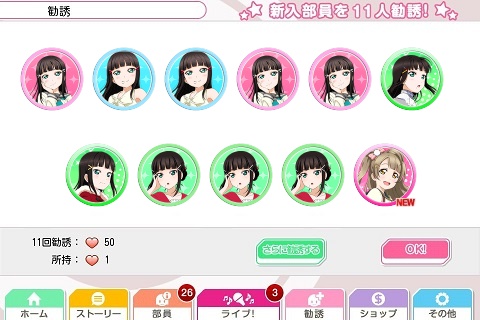 勧誘
新入部員を11人勧誘!
NEW
11回勧誘: 50
所持: 1
さらに勧誘する
OK!
26
3
ホーム
ストーリー
部員
ライブ!
勧誘
ショップ
その他